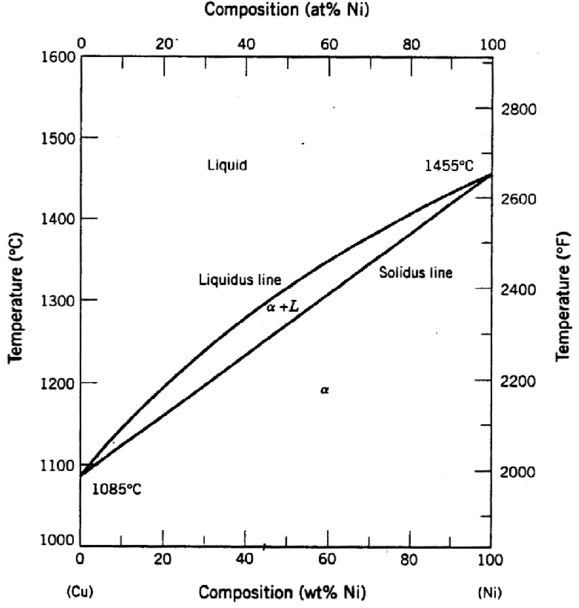 Composition (at% Ni)
0 20 40 60 80 100
1600
1500
1400
1300
1200
1100
1000
Temperature (°C)
2800
2600
2400
2200
2000
Temperature (°F)
Liquid
1455°C
Liquidus line
Solidus line
α + L
α
1085°C
0 20 40 60 80 100
(Cu) Composition (wt% Ni) (Ni)